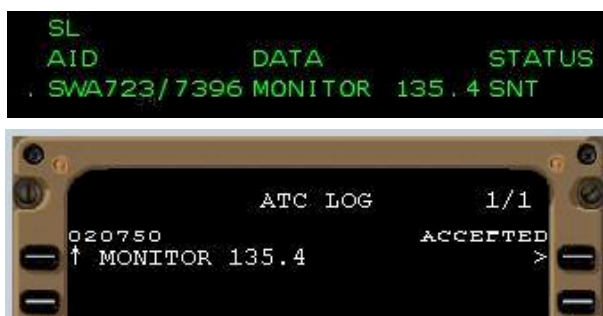 SL
AID DATA STATUS
. SWA723/7396 MONITOR 135.4 SNT
ATC LOG 1/1
020750 ACCEPTED
↑ MONITOR 135.4 >